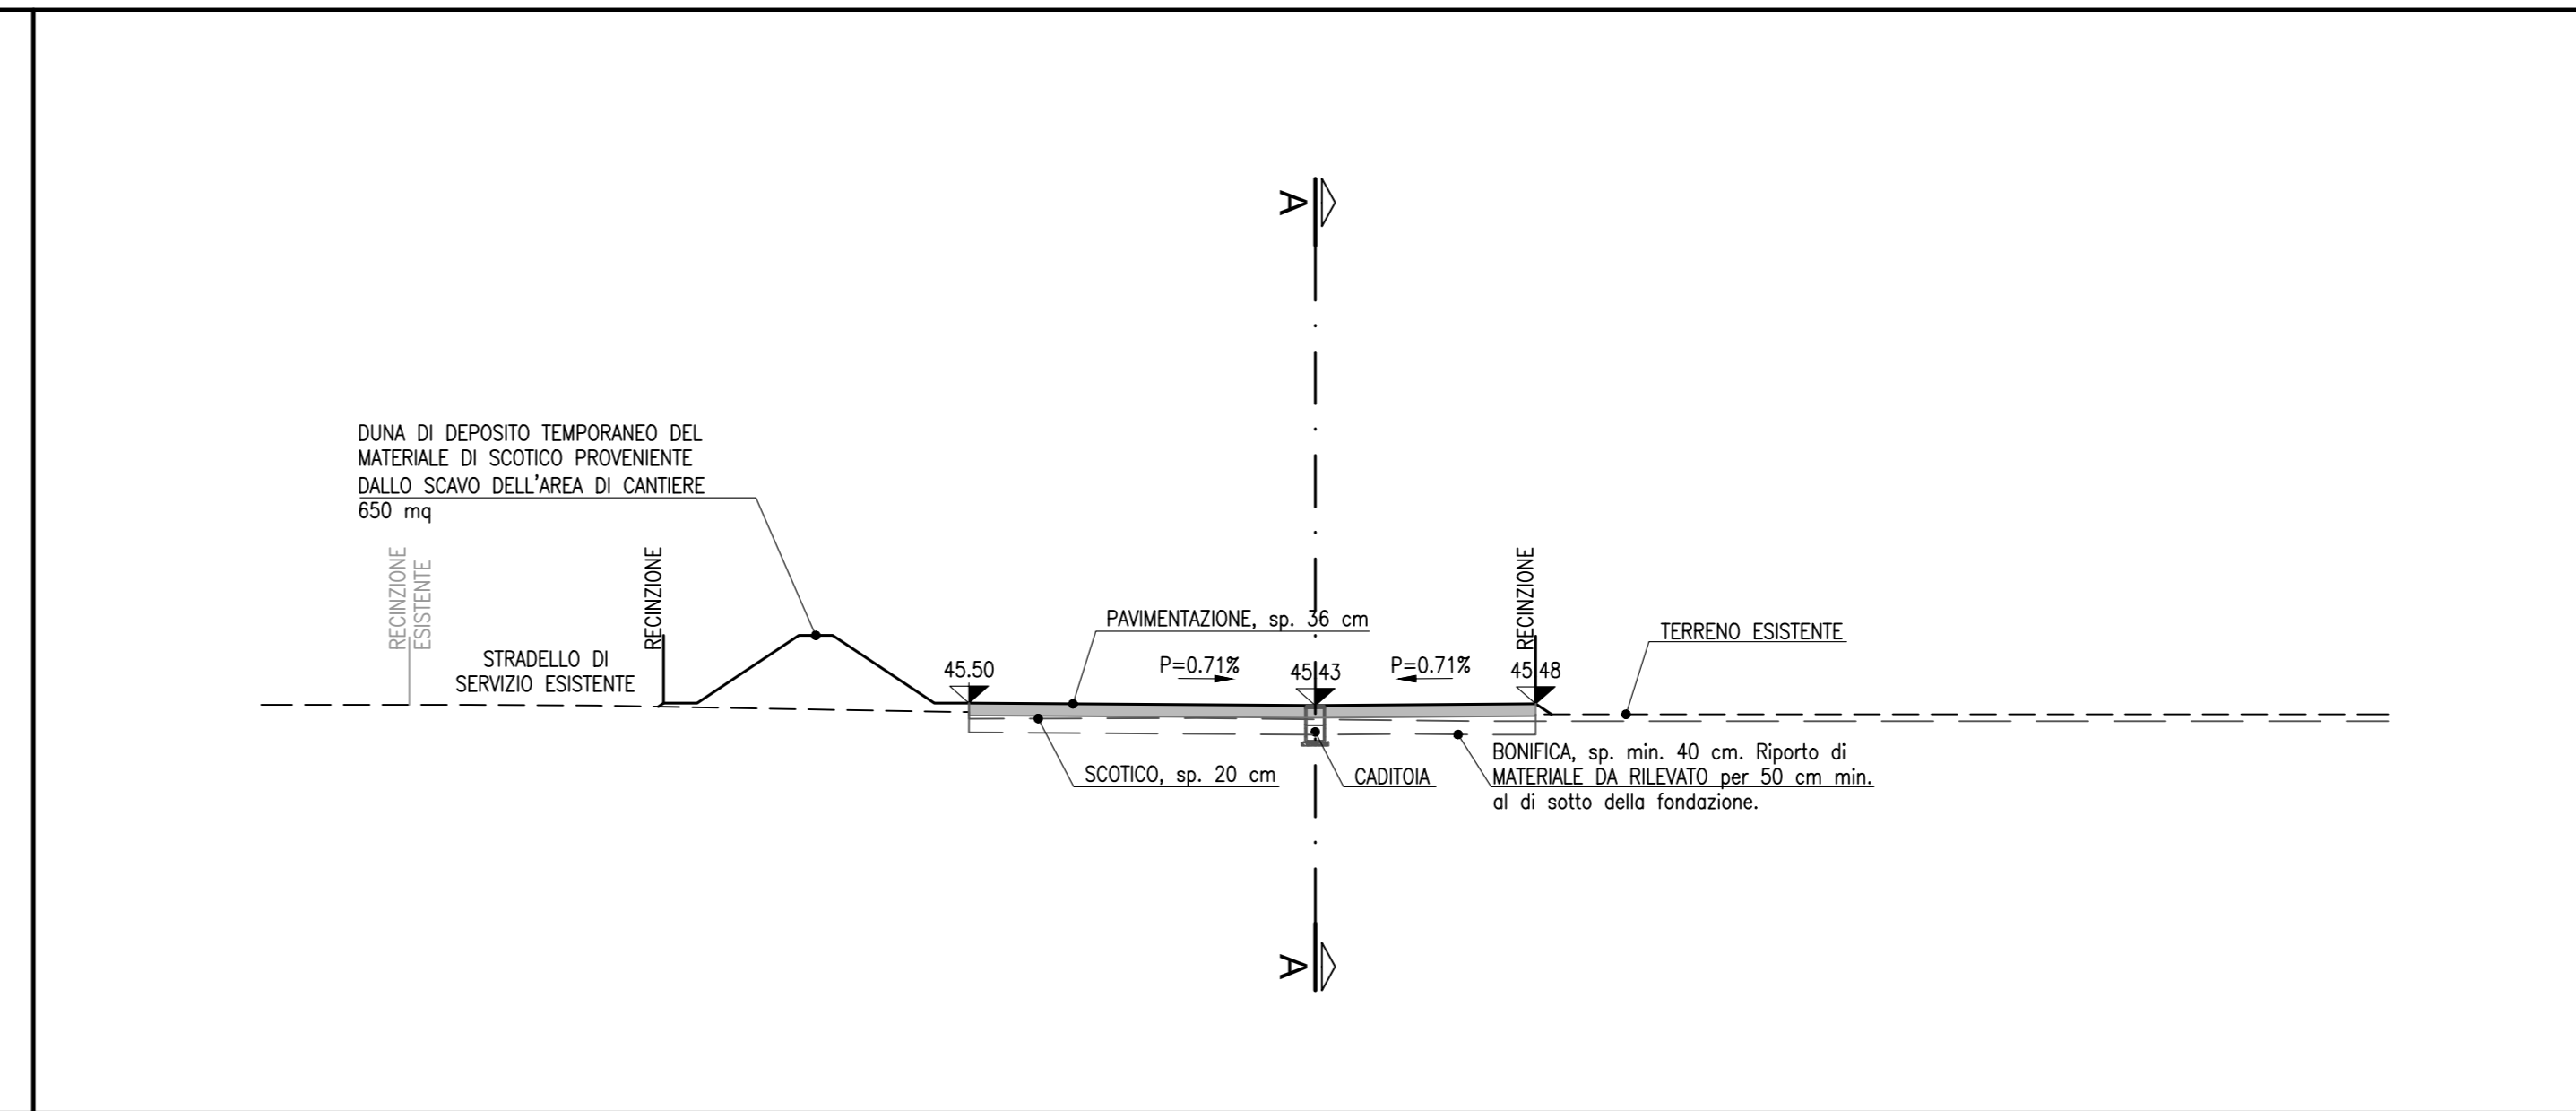 A
DUNA DI DEPOSITO TEMPORANEO DEL
MATERIALE DI SCOTICO PROVENIENTE
DALLO SCAVO DELL'AREA DI CANTIERE
650 mq
RECINZIONE
ESISTENTE
STRADELLO DI
SERVIZIO ESISTENTE
RECINZIONE
45.50
PAVIMENTAZIONE, sp. 36 cm
P=0.71%
45.43
P=0.71%
RECINZIONE
45.48
TERRENO ESISTENTE
SCOTICO, sp. 20 cm
CADITOIA
BONIFICA, sp. min. 40 cm. Riporto di
MATERIALE DA RILEVATO per 50 cm min.
al di sotto della fondazione.
A